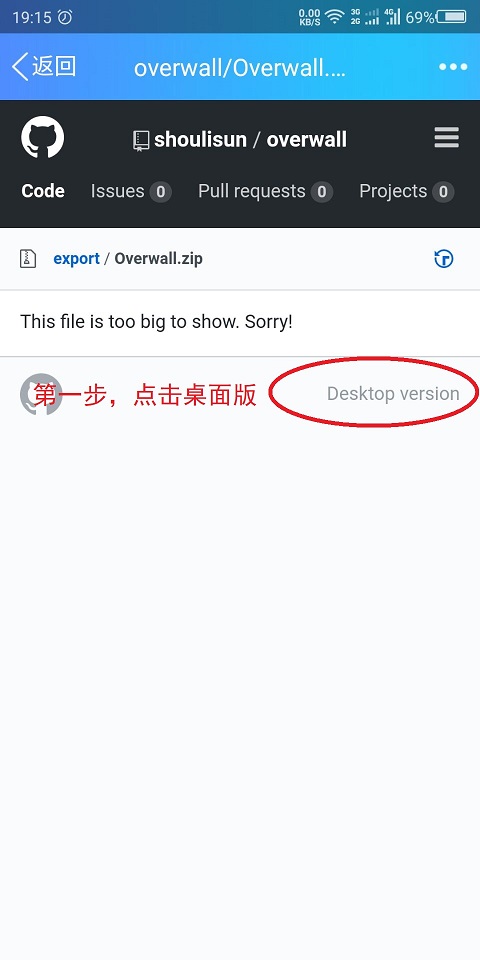 19:15 0.00 KB/S 3G 2G 4G 69%
返回 overwall/Overwall....
shoulisun / overwall
Code Issues 0 Pull requests 0 Projects 0
export / Overwall.zip
This file is too big to show. Sorry!
第一步，点击桌面版 Desktop version